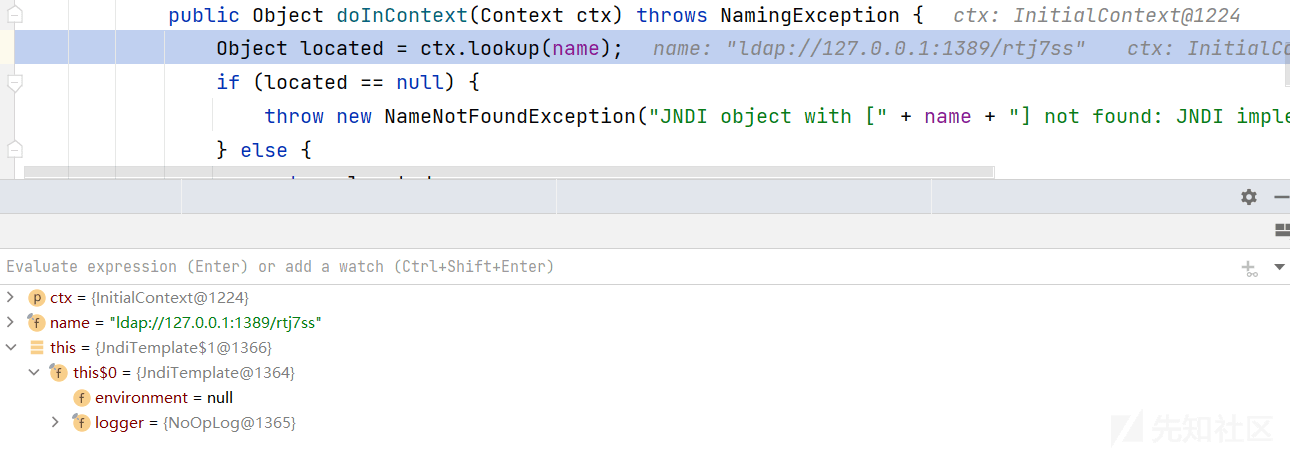 public Object doInContext(Context ctx) throws NamingException {   ctx: InitialContext@1224
Object located = ctx.lookup(name);   name: "ldap://127.0.0.1:1389/rtj7ss"   ctx: InitialCo
if (located == null) {
throw new NameNotFoundException("JNDI object with [" + name + "] not found: JNDI imple
} else {
Evaluate expression (Enter) or add a watch (Ctrl+Shift+Enter)
p ctx = {InitialContext@1224}
f name = "ldap://127.0.0.1:1389/rtj7ss"
this = {JndiTemplate$1@1366}
f this$0 = {JndiTemplate@1364}
f environment = null
f logger = {NoOpLog@1365}
先知社区